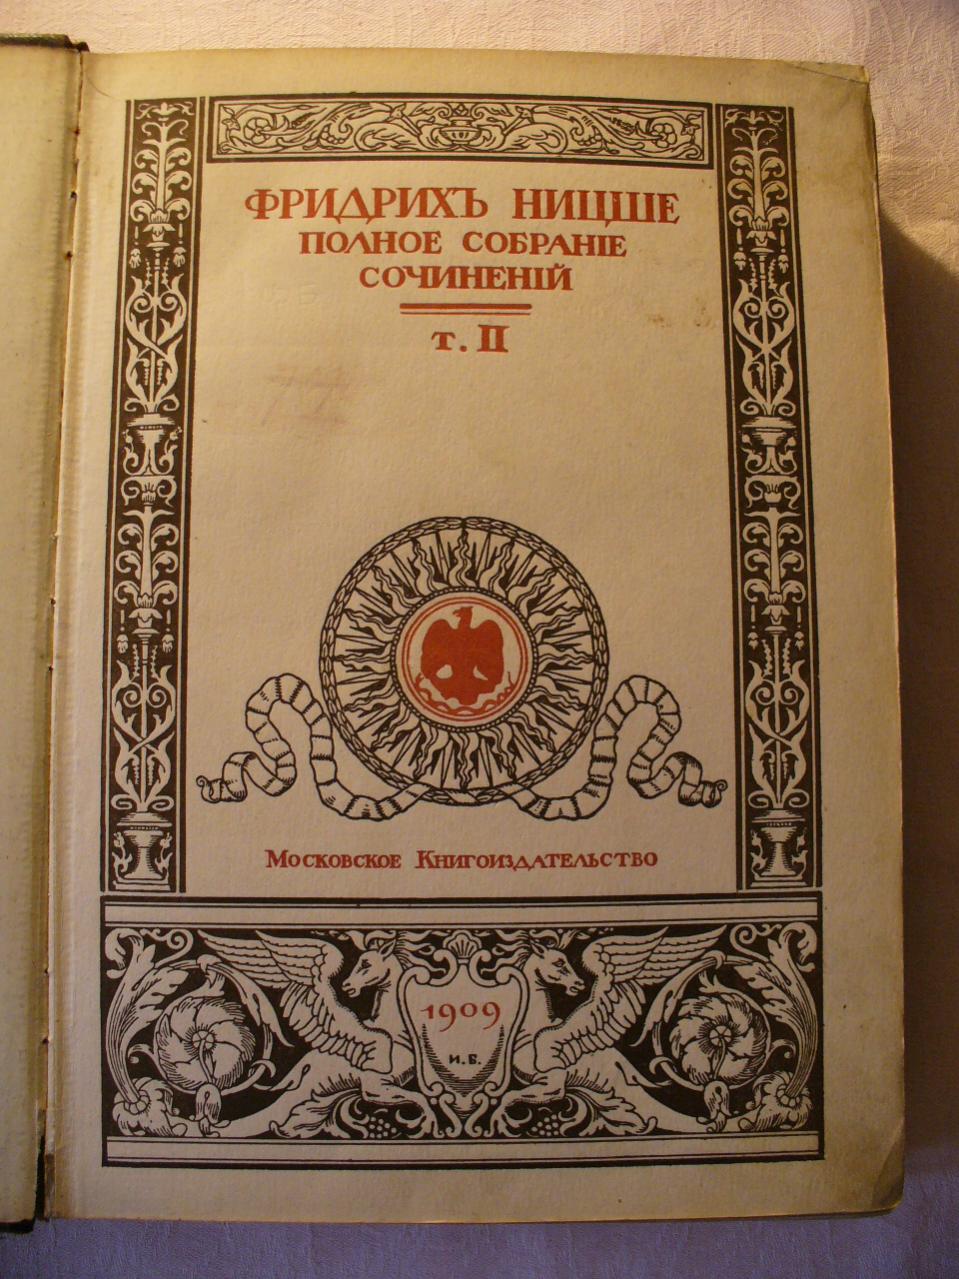 ФРИДРИХЪ НИЦШЕ
ПОЛНОЕ СОБРАНІЕ
СОЧИНЕНІЙ
Т. II
МОСКОВСКОЕ КНИГОИЗДАТЕЛЬСТВО
1909
И.Б.